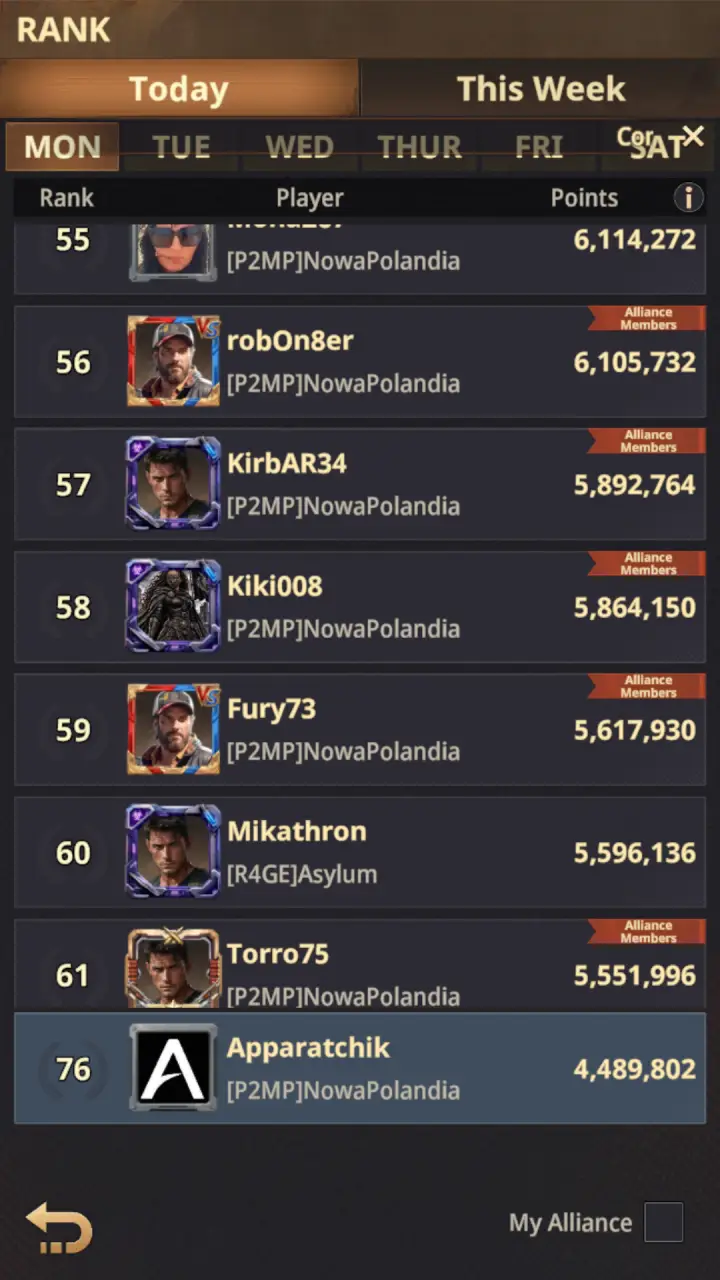 RANK
Today
This Week
MON
TUE
WED
THUR
FRI
SAT
Rank
Player
Points
55
[P2MP]NowaPolandia
6,114,272
Alliance
Members
56
robOn8er
[P2MP]NowaPolandia
6,105,732
Alliance
Members
57
KirbAR34
[P2MP]NowaPolandia
5,892,764
Alliance
Members
58
Kiki008
[P2MP]NowaPolandia
5,864,150
Alliance
Members
59
Fury73
[P2MP]NowaPolandia
5,617,930
60
Mikathron
[R4GE]Asylum
5,596,136
Alliance
Members
61
Torro75
[P2MP]NowaPolandia
5,551,996
76
Apparatchik
[P2MP]NowaPolandia
4,489,802
My Alliance